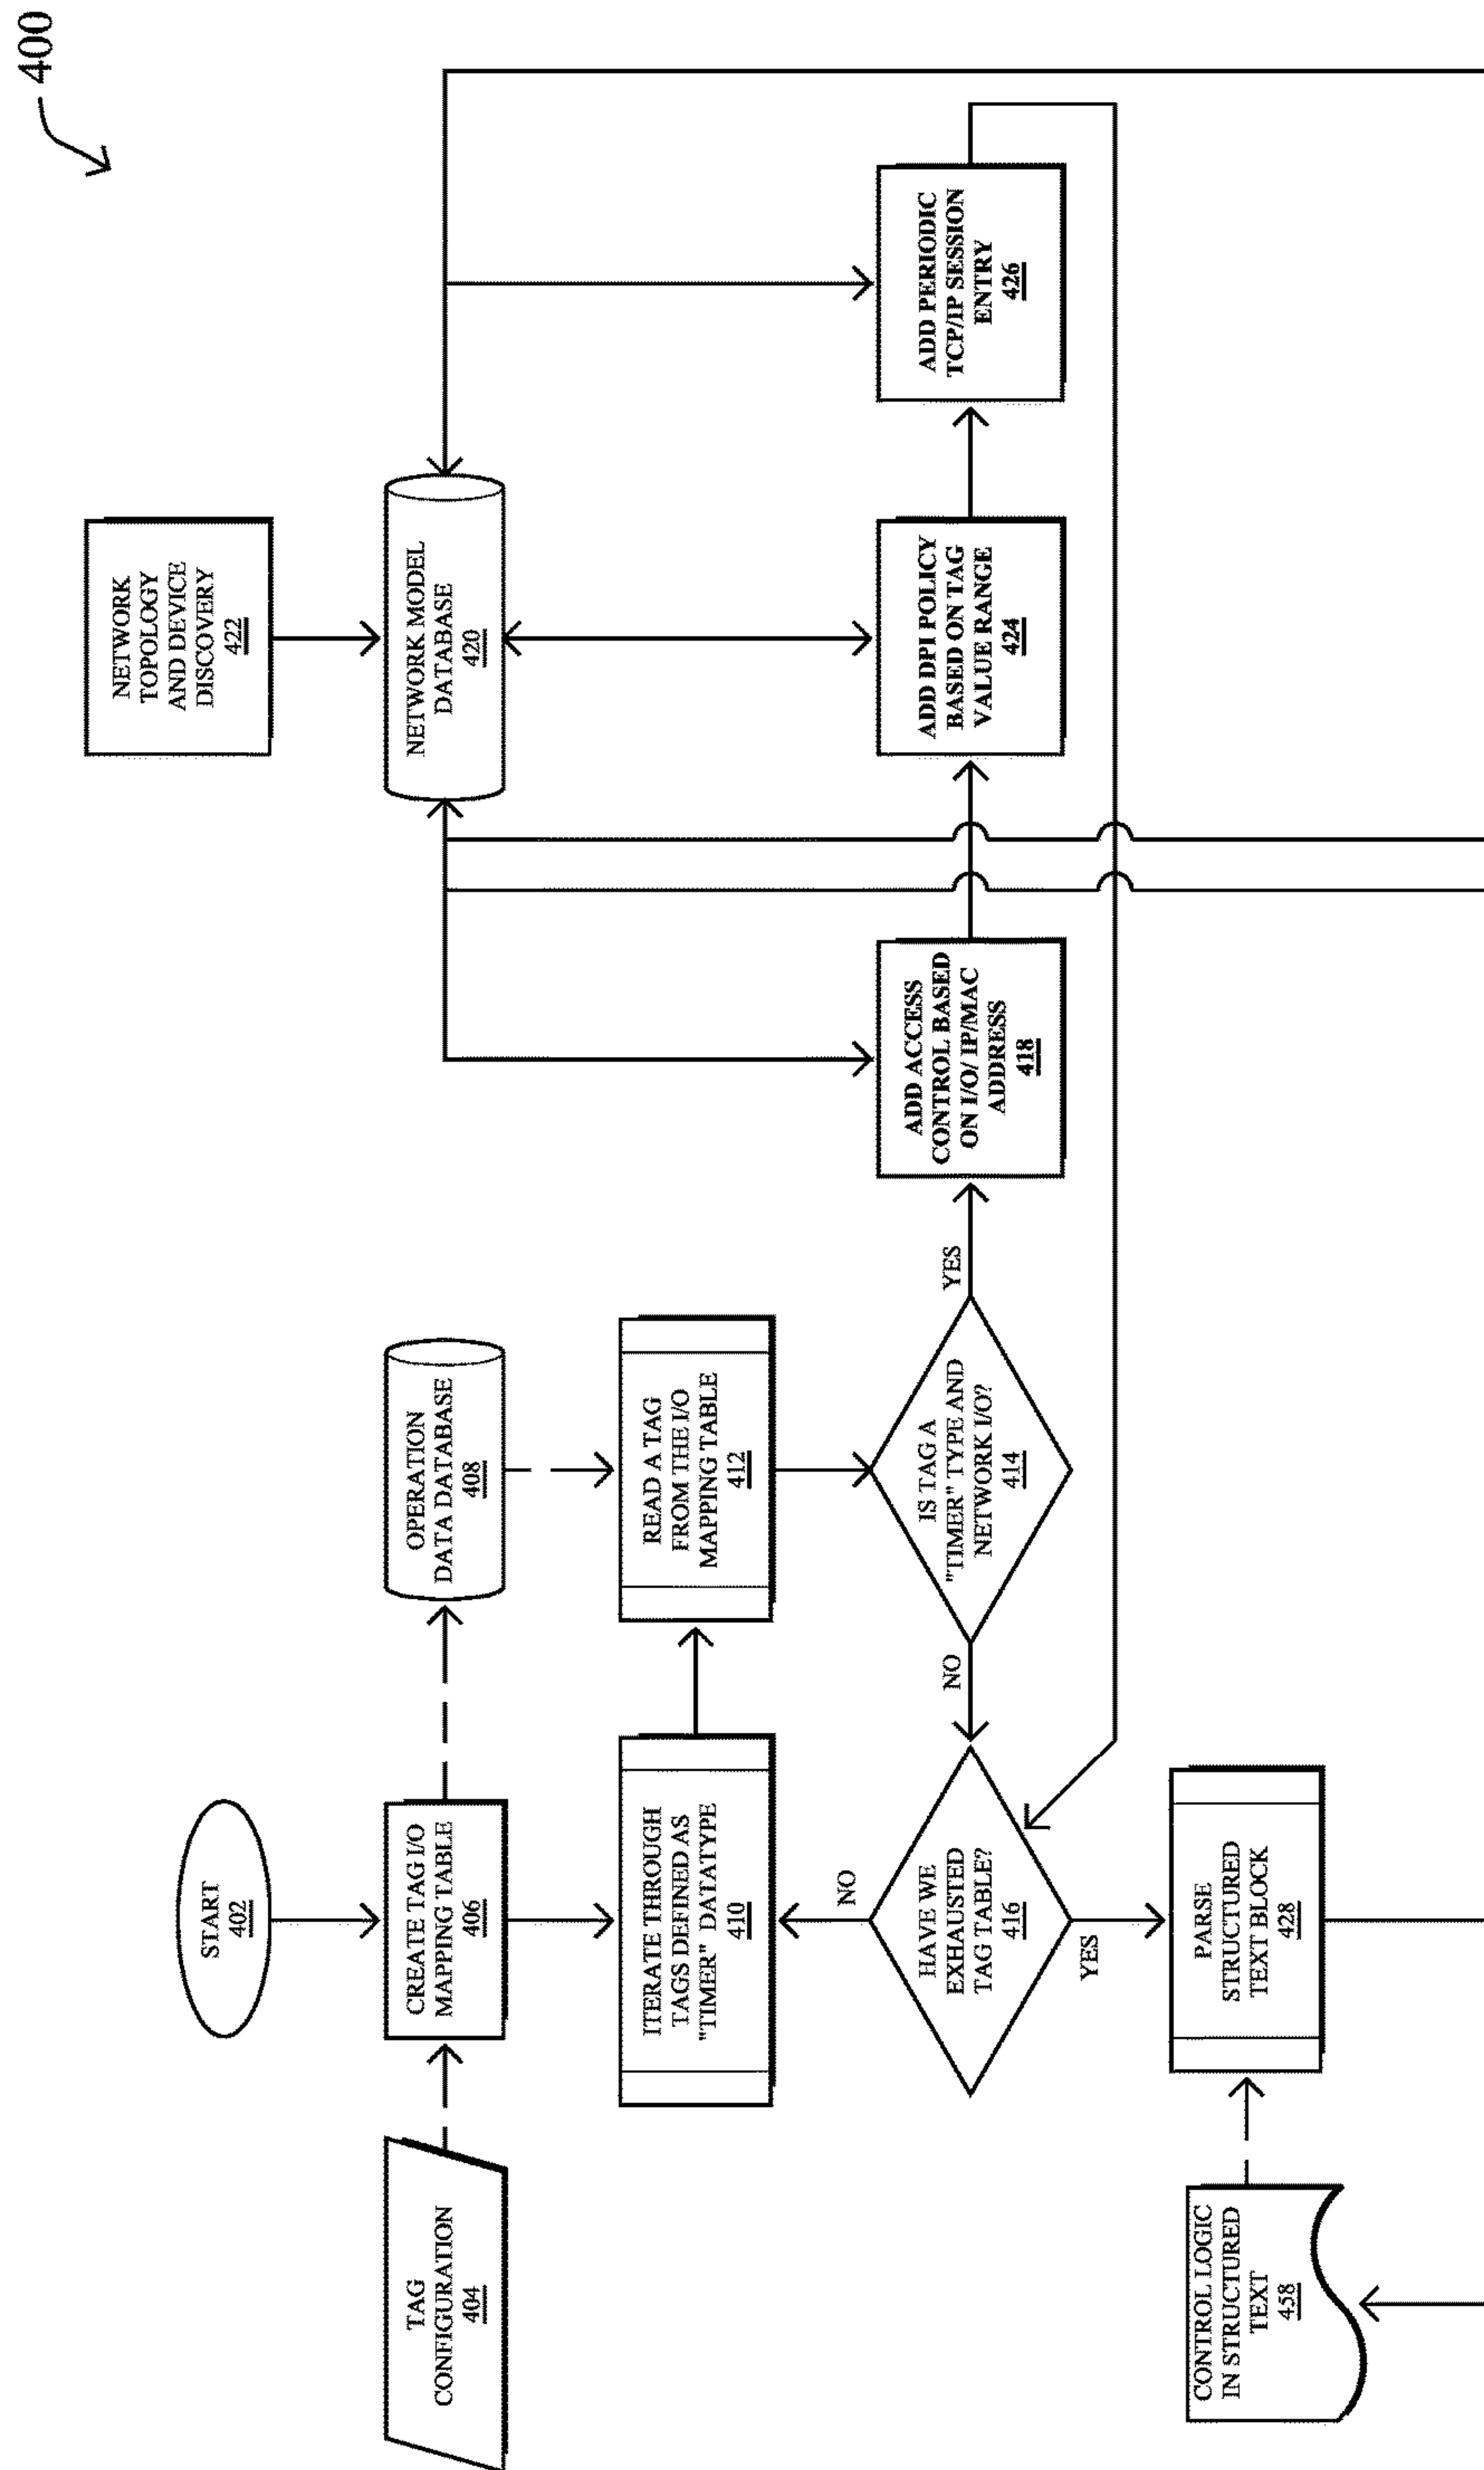 400
START
402
NETWORK
TOPOLOGY
AND DEVICE
DISCOVERY
422
TAG
CONFIGURATION
404
CREATE TAG I/O
MAPPING TABLE
406
OPERATION
DATA DATABASE
408
NETWORK MODEL
DATABASE
420
ITERATE THROUGH
TAGS DEFINED AS
"TIMER" DATATYPE
410
READ A TAG
FROM THE I/O
MAPPING TABLE
412
NO
HAVE WE
EXHAUSTED
TAG TABLE?
416
NO
IS TAG A
"TIMER" TYPE AND
NETWORK I/O?
414
YES
ADD ACCESS
CONTROL BASED
ON I/O/ IP/MAC
ADDRESS
418
ADD DPI POLICY
BASED ON TAG
VALUE RANGE
424
ADD PERIODIC
TCP/IP SESSION
ENTRY
426
YES
CONTROL LOGIC
IN STRUCTURED
TEXT
458
PARSE
STRUCTURED
TEXT BLOCK
428